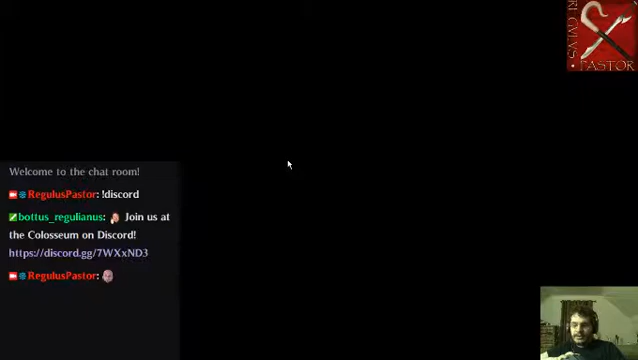 REGVLVS
• PASTOR
Welcome to the chat room!
RegulusPastor: !discord
bottus_regulianus: Join us at
the Colosseum on Discord!
https://discord.gg/7WXxND3
RegulusPastor: